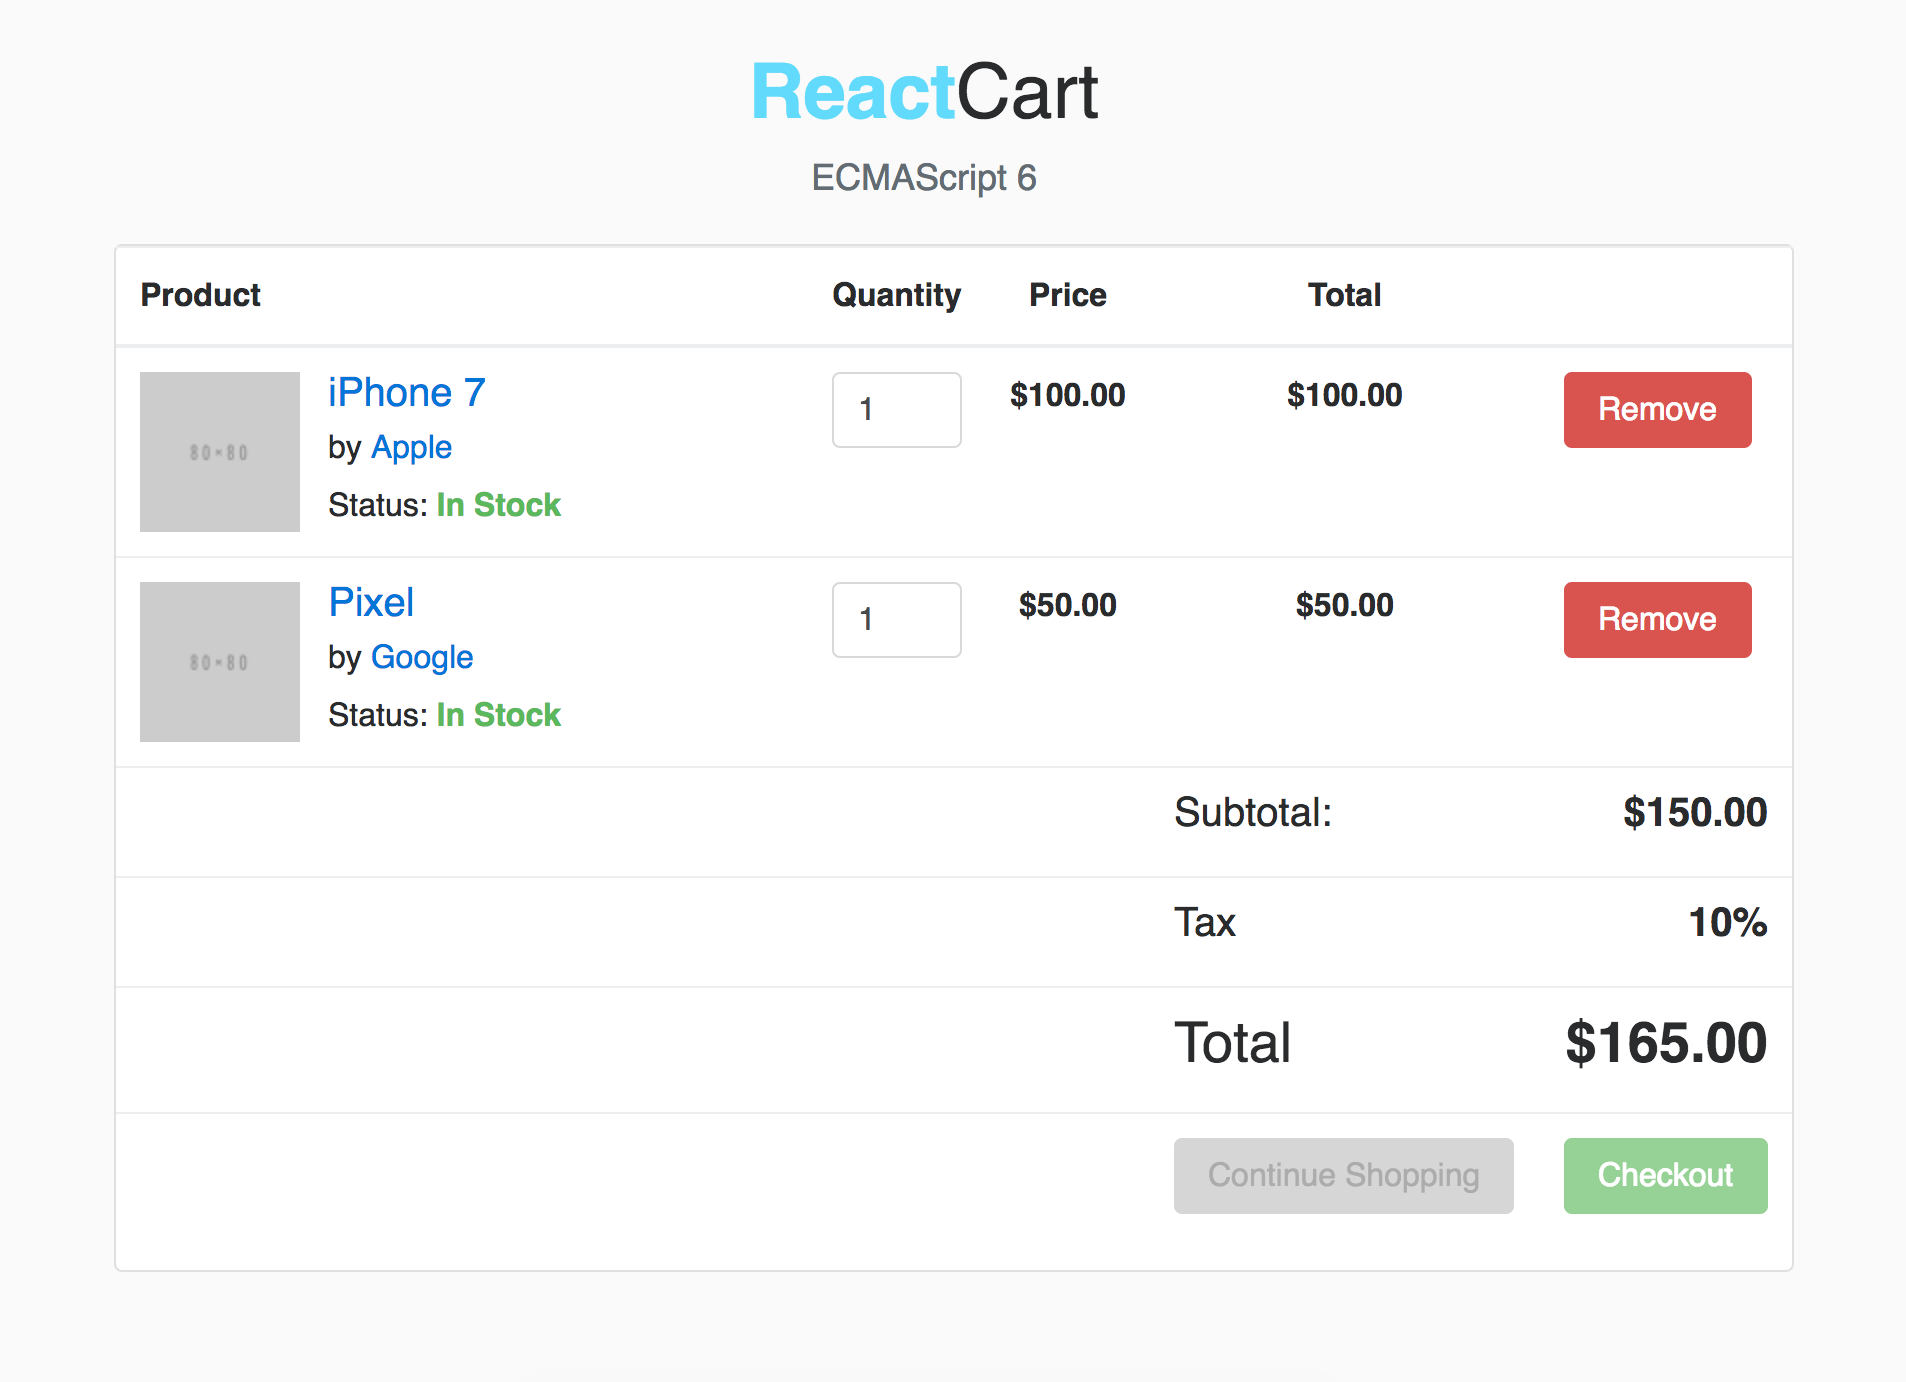 ReactCart
ECMAScript 6
Product Quantity Price Total
iPhone 7
80×80
1 $100.00 $100.00 Remove
by Apple
Status: In Stock
Pixel
80×80
1 $50.00 $50.00 Remove
by Google
Status: In Stock
Subtotal: $150.00
Tax 10%
Total $165.00
Continue Shopping Checkout